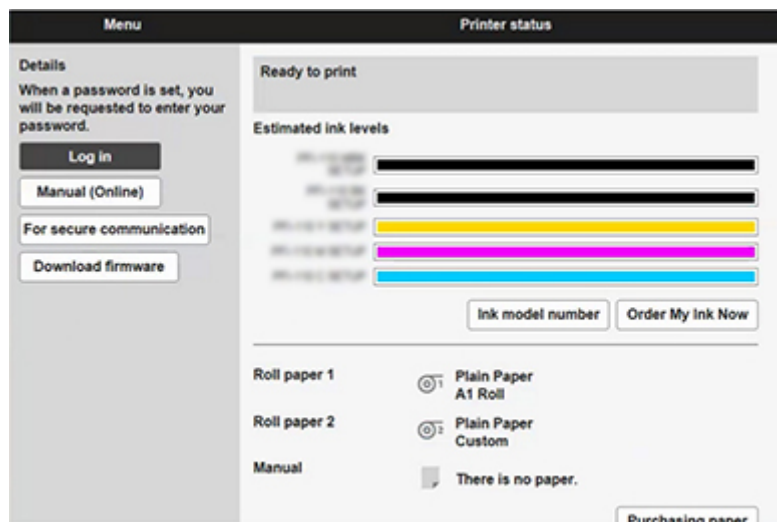 Menu
Printer status
Details
When a password is set, you
will be requested to enter your
password.
Log in
Manual (Online)
For secure communication
Download firmware
Ready to print
Estimated ink levels
Ink model number
Order My Ink Now
Roll paper 1
1
Plain Paper
A1 Roll
Roll paper 2
2
Plain Paper
Custom
Manual
There is no paper.
Purchasing paper